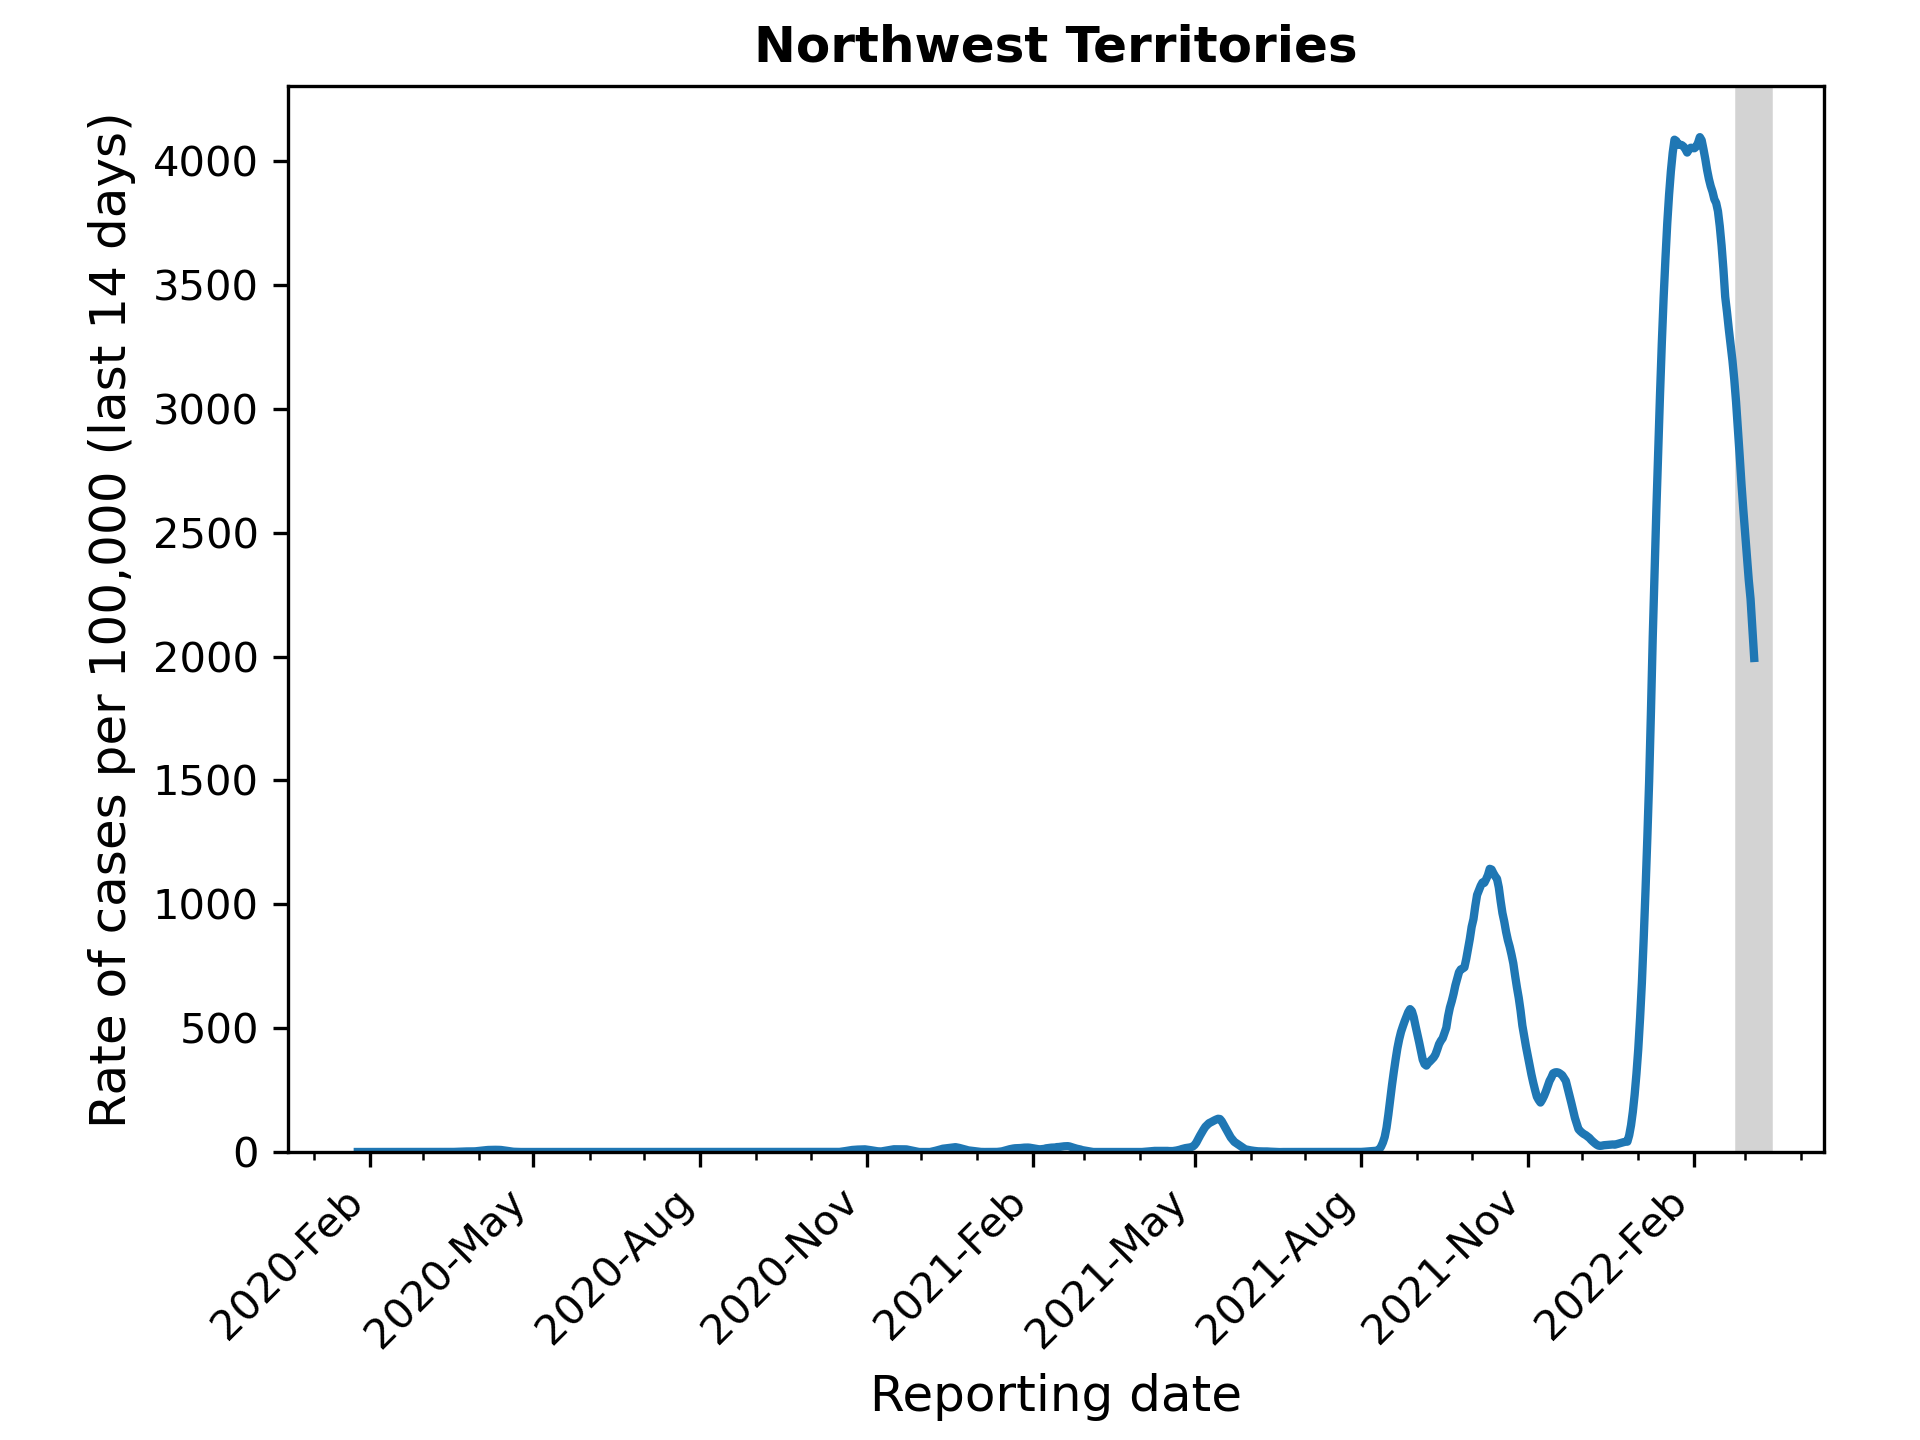 Northwest Territories
Rate of cases per 100,000 (last 14 days)
4000
3500
3000
2500
2000
1500
1000
500
0
2020-Feb
2020-May
2020-Aug
2020-Nov
2021-Feb
2021-May
2021-Aug
2021-Nov
2022-Feb
Reporting date